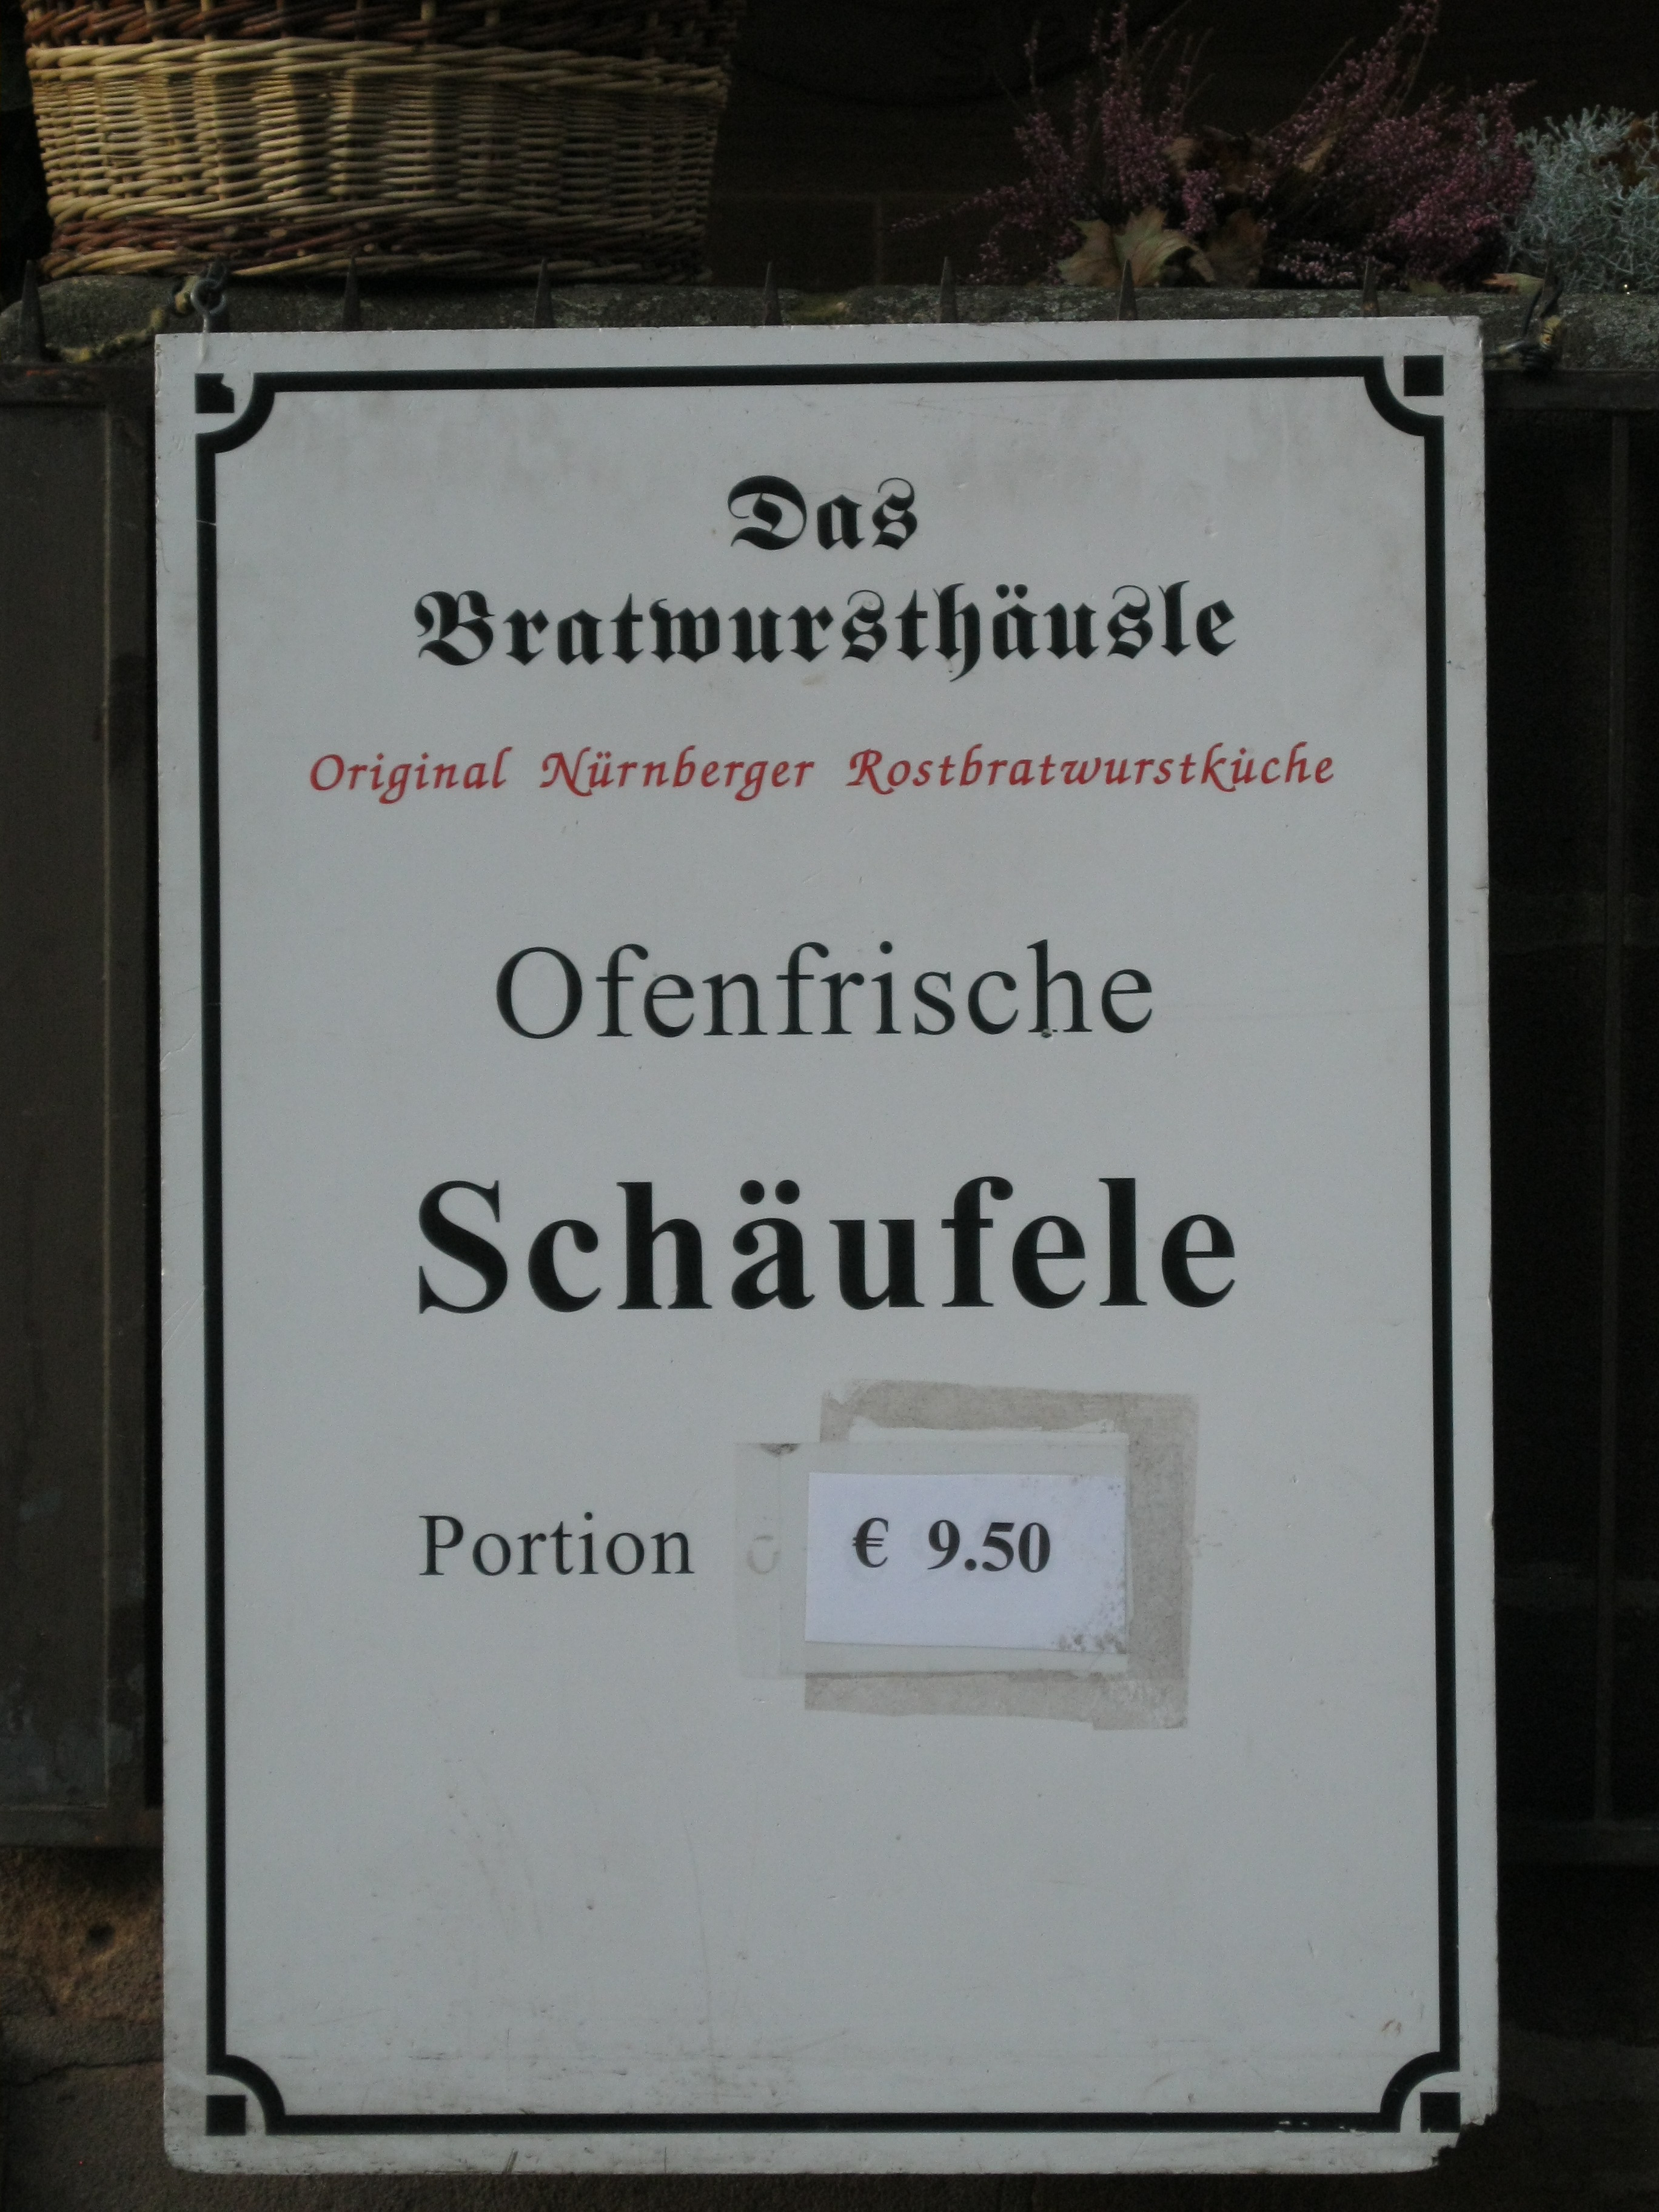 Das
Bratwursthäusle
Original Nürnberger Rostbratwurstküche
Ofenfrische
Schäufele
Portion € 9.50